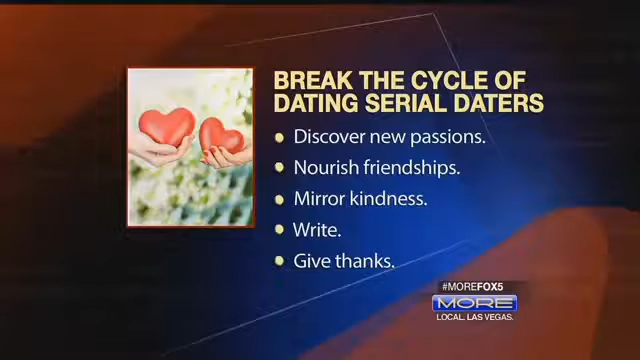 BREAK THE CYCLE OF
DATING SERIAL DATERS
Discover new passions.
Nourish friendships.
Mirror kindness.
Write.
Give thanks.
#MOREFOX5
MORE
LOCAL. LAS VEGAS.